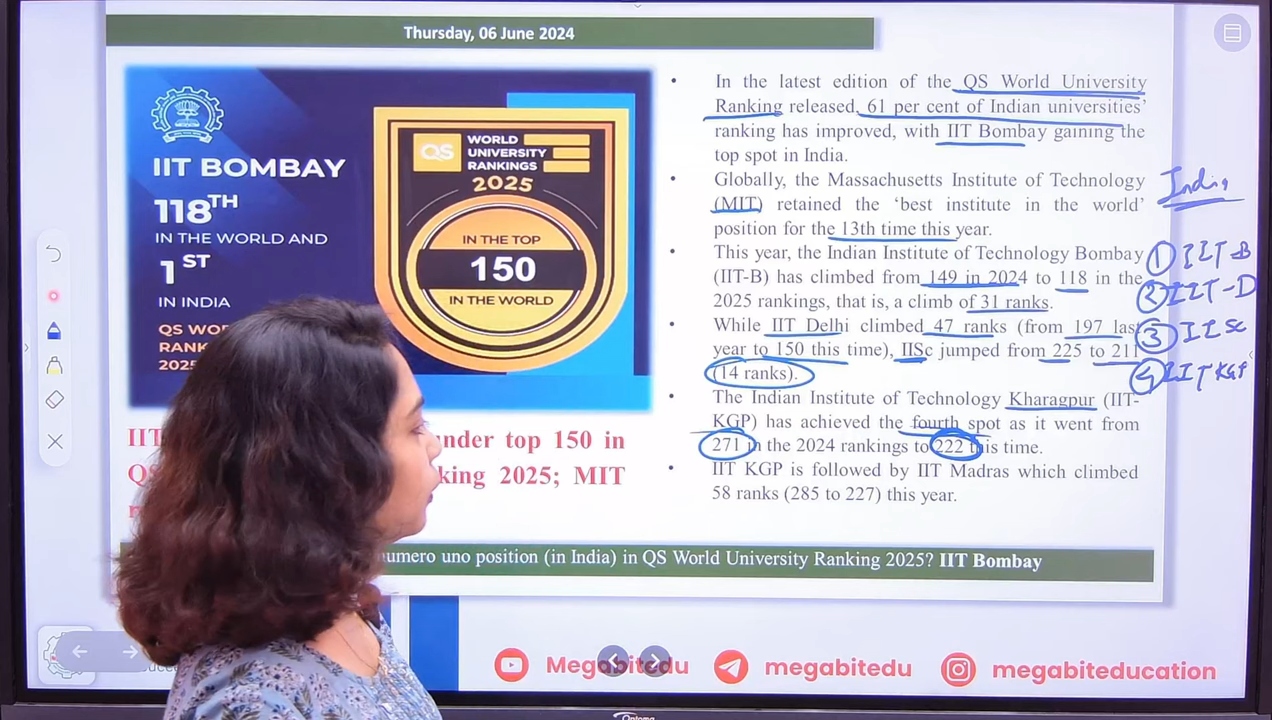 Thursday, 06 June 2024
IIT BOMBAY
118TH
IN THE WORLD AND
1ST
IN INDIA
QS WOR
RANK
2025
QS WORLD
UNIVERSITY
RANKINGS
2025
IN THE TOP
150
IN THE WORLD
IIT under top 150 in
king 2025; MIT
• In the latest edition of the QS World University
Ranking released, 61 per cent of Indian universities'
ranking has improved, with IIT Bombay gaining the
top spot in India.
• Globally, the Massachusetts Institute of Technology
(MIT) retained the 'best institute in the world'
position for the 13th time this year.
• This year, the Indian Institute of Technology Bombay
(IIT-B) has climbed from 149 in 2024 to 118 in the
2025 rankings, that is, a climb of 31 ranks.
• While IIT Delhi climbed 47 ranks (from 197 last
year to 150 this time), IISc jumped from 225 to 211
(14 ranks).
• The Indian Institute of Technology Kharagpur (IIT-
KGP) has achieved the fourth spot as it went from
271 in the 2024 rankings to 222 this time.
• IIT KGP is followed by IIT Madras which climbed
58 ranks (285 to 227) this year.
India
① IIT-B
② IIT-D
③ IISc
④ IIT KGP
umero uno position (in India) in QS World University Ranking 2025? IIT Bombay
Megabitedu
megabitedu
megabiteducation
Optoma